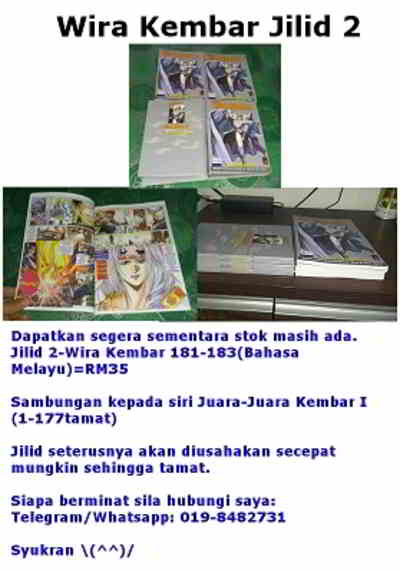 Wira Kembar Jilid 2
Dapatkan segera sementara stok masih ada.
Jilid 2-Wira Kembar 181-183(Bahasa
Melayu)=RM35
Sambungan kepada siri Juara-Juara Kembar I
(1-177tamat)
Jilid seterusnya akan diusahakan secepat
mungkin sehingga tamat.
Siapa berminat sila hubungi saya:
Telegram/Whatsapp: 019-8482731
Syukran \(^^)/